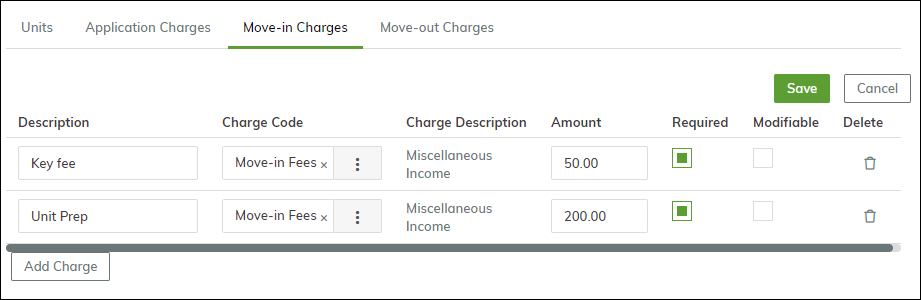 Units Application Charges Move-in Charges Move-out Charges
Save Cancel
Description Charge Code Charge Description Amount Required Modifiable Delete
Key fee Move-in Fees × Miscellaneous Income 50.00
Unit Prep Move-in Fees × Miscellaneous Income 200.00
Add Charge